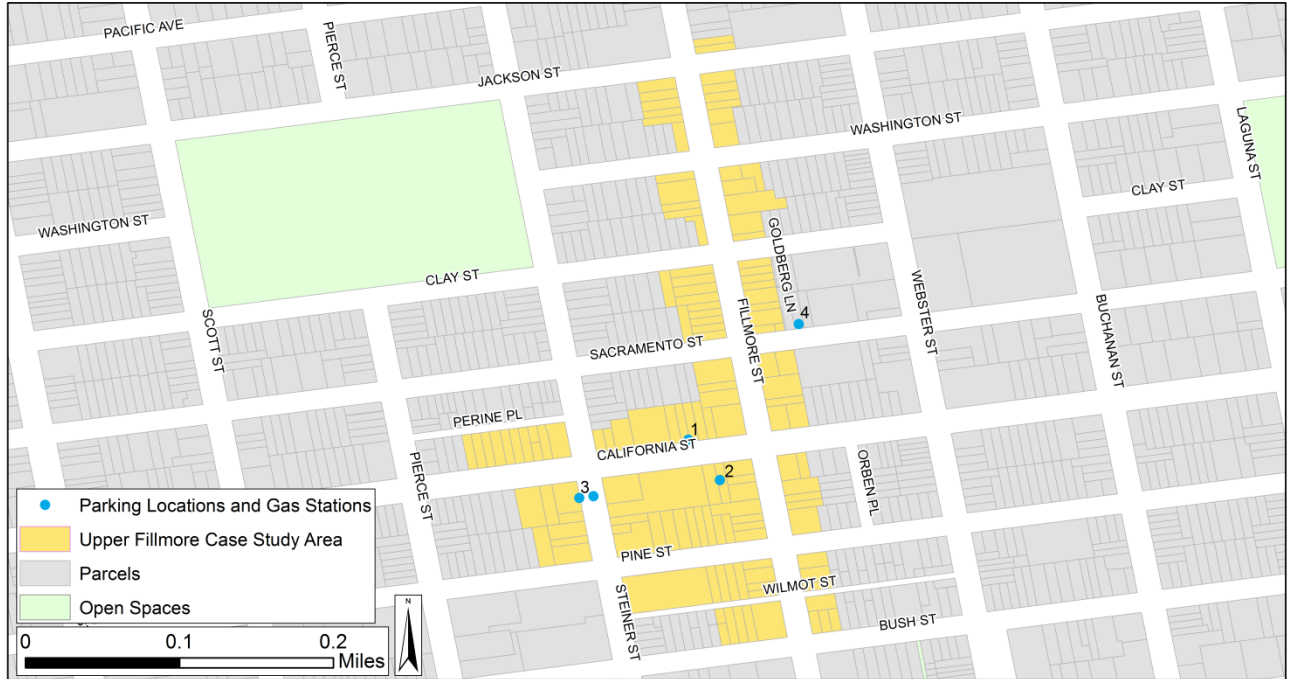 PACIFIC AVE
PIERCE ST
JACKSON ST
WASHINGTON ST
LAGUNA ST
CLAY ST
WASHINGTON ST
GOLDBERG LN
CLAY ST
SCOTT ST
FILLMORE ST
WEBSTER ST
BUCHANAN ST
4
SACRAMENTO ST
PERINE PL
1
CALIFORNIA ST
PIERCE ST
2
ORBEN PL
3
PINE ST
WILMOT ST
STEINER ST
BUSH ST
Parking Locations and Gas Stations
Upper Fillmore Case Study Area
Parcels
Open Spaces
N
0 0.1 0.2
Miles